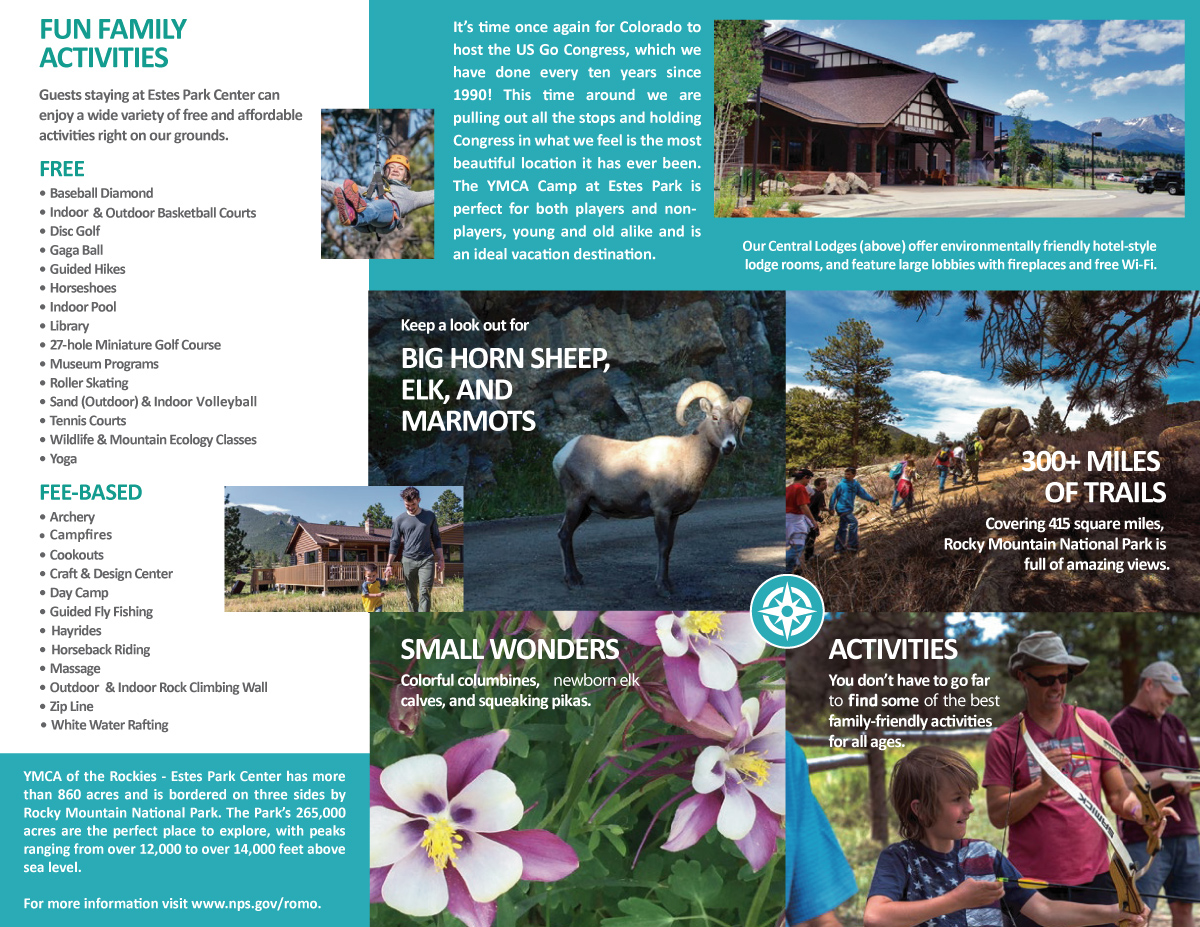 FUN FAMILY
ACTIVITIES
Guests staying at Estes Park Center can
enjoy a wide variety of free and affordable
activities right on our grounds.
FREE
• Baseball Diamond
• Indoor & Outdoor Basketball Courts
• Disc Golf
• Gaga Ball
• Guided Hikes
• Horseshoes
• Indoor Pool
• Library
• 27-hole Miniature Golf Course
• Museum Programs
• Roller Skating
• Sand (Outdoor) & Indoor Volleyball
• Tennis Courts
• Wildlife & Mountain Ecology Classes
• Yoga
FEE-BASED
• Archery
• Campfires
• Cookouts
• Craft & Design Center
• Day Camp
• Guided Fly Fishing
• Hayrides
• Horseback Riding
• Massage
• Outdoor & Indoor Rock Climbing Wall
• Zip Line
• White Water Rafting
YMCA of the Rockies - Estes Park Center has more
than 860 acres and is bordered on three sides by
Rocky Mountain National Park. The Park's 265,000
acres are the perfect place to explore, with peaks
ranging from over 12,000 to over 14,000 feet above
sea level.
For more information visit www.nps.gov/romo.
It's time once again for Colorado to
host the US Go Congress, which we
have done every ten years since
1990! This time around we are
pulling out all the stops and holding
Congress in what we feel is the most
beautiful location it has ever been.
The YMCA Camp at Estes Park is
perfect for both players and non-
players, young and old alike and is
an ideal vacation destination.
Our Central Lodges (above) offer environmentally friendly hotel-style
lodge rooms, and feature large lobbies with fireplaces and free Wi-Fi.
Keep a look out for
BIG HORN SHEEP,
ELK, AND
MARMOTS
300+ MILES
OF TRAILS
Covering 415 square miles,
Rocky Mountain National Park is
full of amazing views.
SMALL WONDERS
Colorful columbines, newborn elk
calves, and squeaking pikas.
ACTIVITIES
You don't have to go far
to find some of the best
family-friendly activities
for all ages.